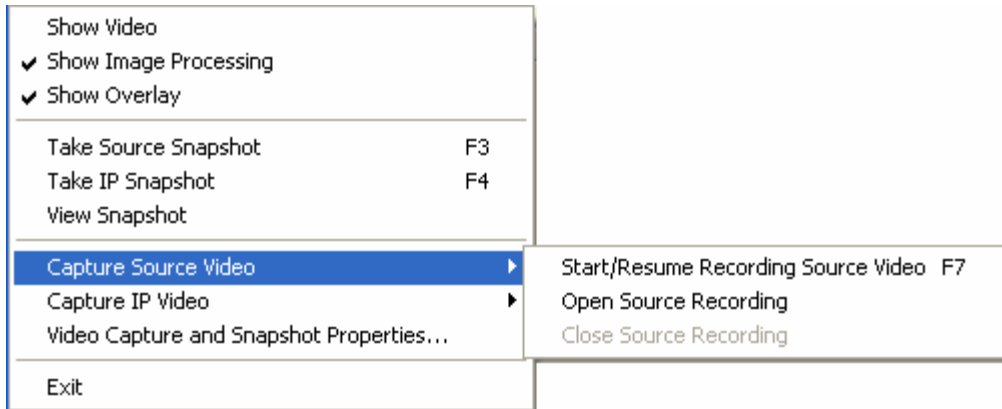 Show Video
Show Image Processing
Show Overlay
Take Source Snapshot F3
Take IP Snapshot F4
View Snapshot
Capture Source Video
Capture IP Video
Video Capture and Snapshot Properties...
Exit
Start/Resume Recording Source Video F7
Open Source Recording
Close Source Recording